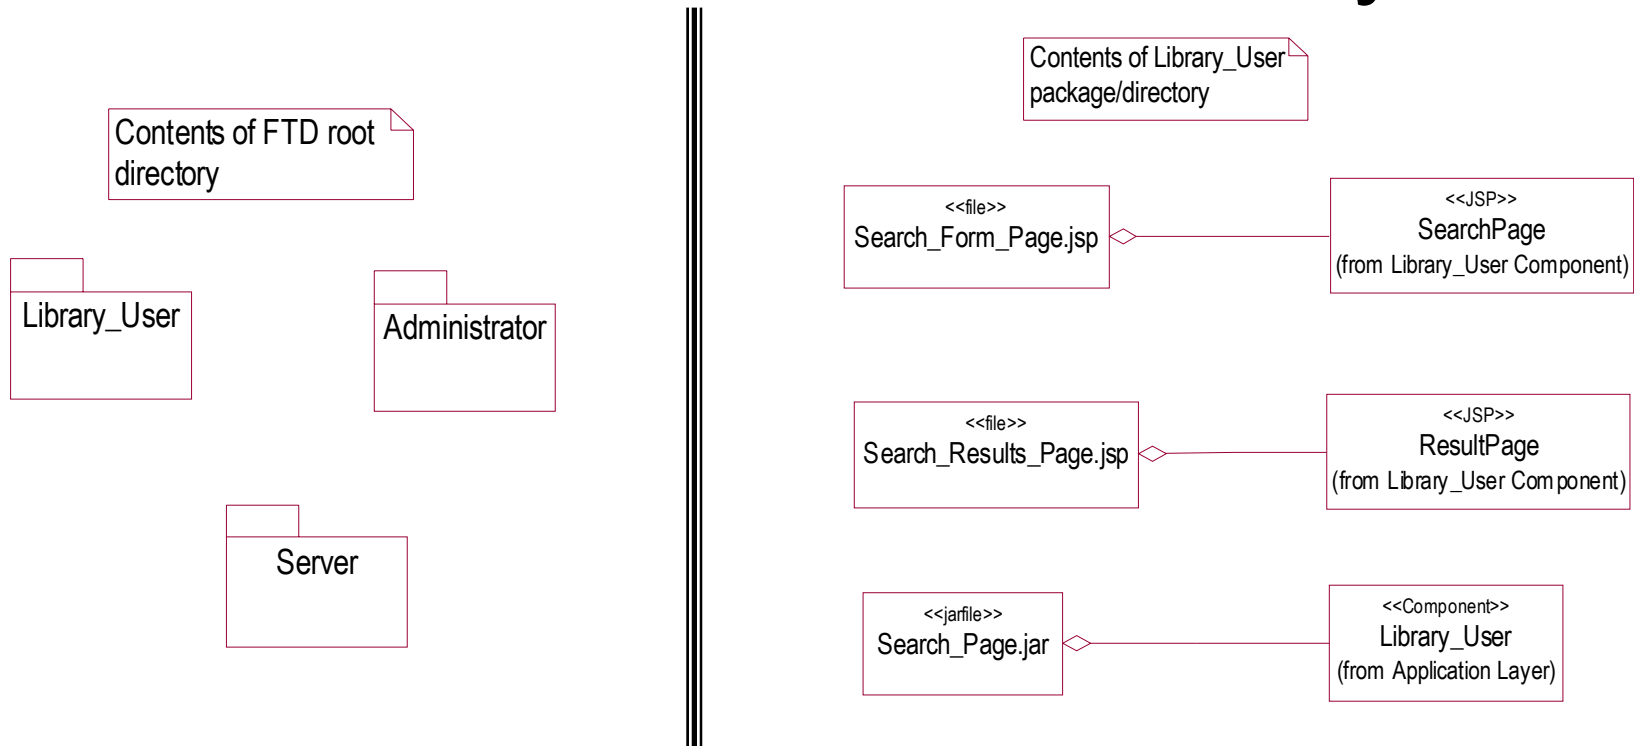 Contents of FTD root
directory
Library_User
Administrator
Server
Contents of Library_User
package/directory
<<file>>
Search_Form_Page.jsp
<<JSP>>
SearchPage
(from Library_User Component)
<<file>>
Search_Results_Page.jsp
<<JSP>>
ResultPage
(from Library_User Component)
<<jarfile>>
Search_Page.jar
<<Component>>
Library_User
(from Application Layer)